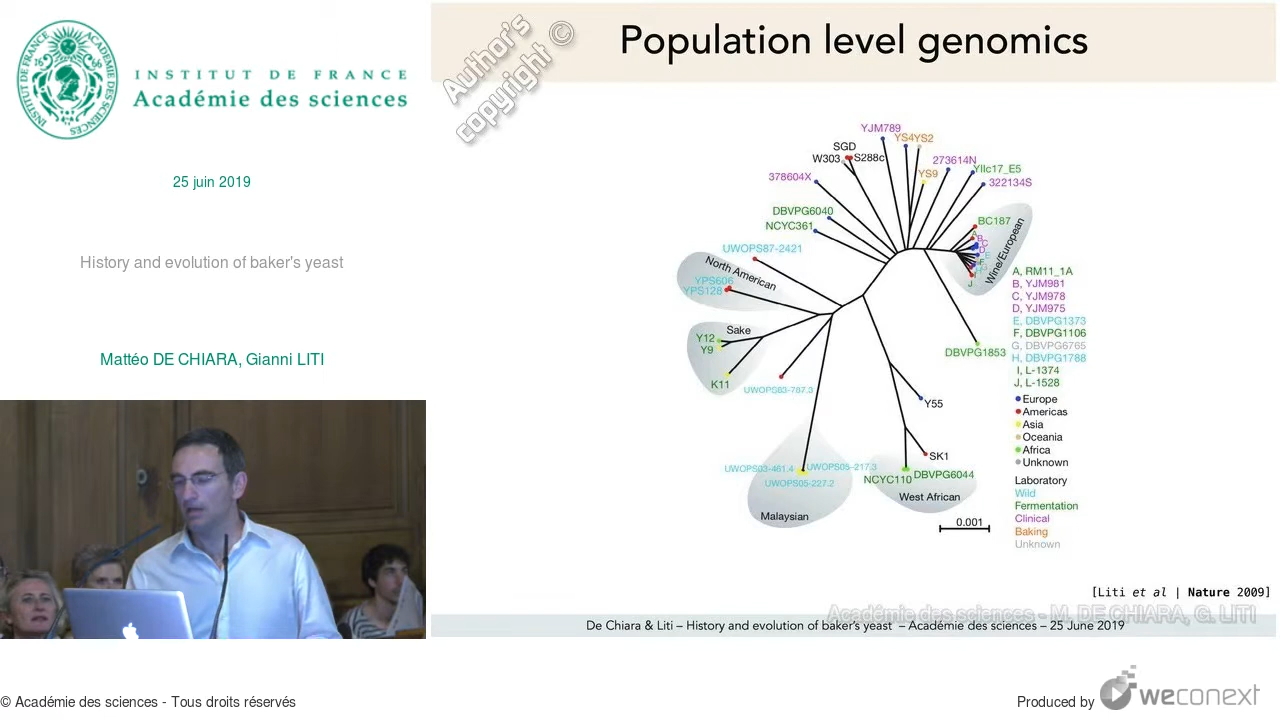 INSTITUT DE FRANCE
Académie des sciences
25 juin 2019
History and evolution of baker's yeast
Mattéo DE CHIARA, Gianni LITI
Author's
copyright ©
Population level genomics
YJM789
YS4 YS2
SGD
W303 S288c
273614N
YIIc17_E5
YS9
378604X
322134S
DBVPG6040
NCYC361
BC187
UWOPS87-2421
Wine/European
North American
YPS606
YPS128
A, RM11_1A
B, YJM981
C, YJM978
D, YJM975
E, DBVPG1373
F, DBVPG1106
G, DBVPG6765
H, DBVPG1788
I, L-1374
J, L-1528
Sake
Y12
Y9
K11
DBVPG1853
UWOPS83-787.3
Y55
Europe
Americas
Asia
Oceania
Africa
Unknown
SK1
UWOPS03-461.4
UWOPS05-217.3
UWOPS05-227.2
NCYC110
DBVPG6044
West African
Malaysian
0.001
Laboratory
Wild
Fermentation
Clinical
Baking
Unknown
[Liti et al | Nature 2009]
Académie des sciences - M. DE CHIARA, G. LITI
De Chiara & Liti – History and evolution of baker's yeast – Académie des sciences – 25 June 2019
© Académie des sciences - Tous droits réservés
Produced by weconext